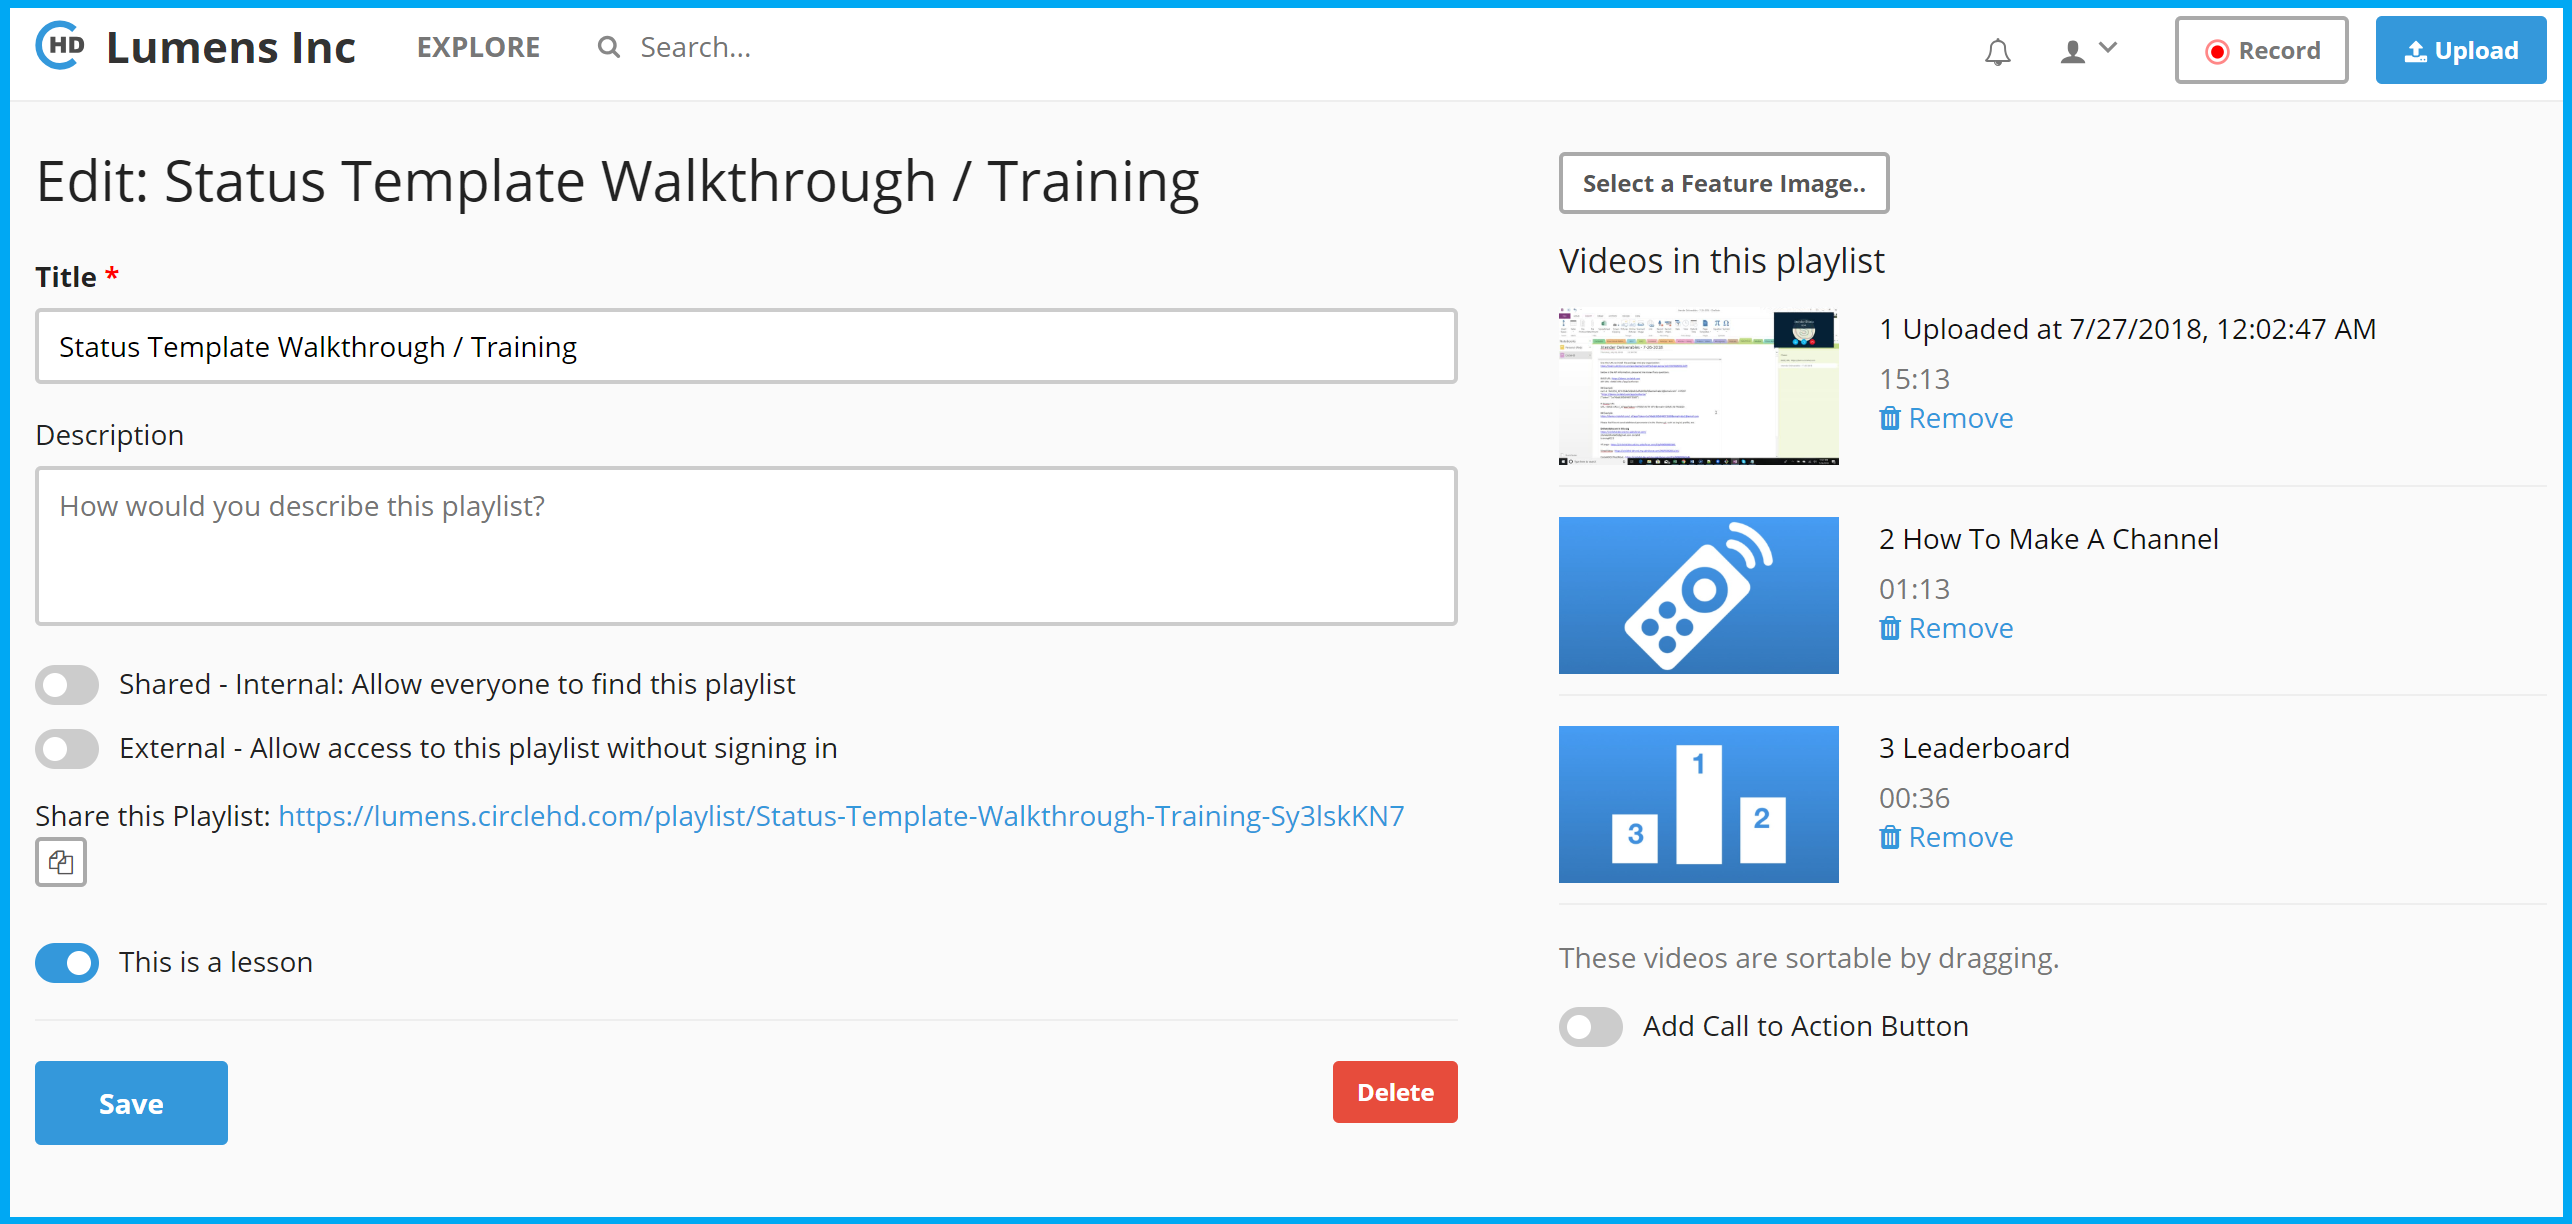 HD Lumens Inc EXPLORE Search... Record Upload
Edit: Status Template Walkthrough / Training
Title *
Status Template Walkthrough / Training
Description
How would you describe this playlist?
Shared - Internal: Allow everyone to find this playlist
External - Allow access to this playlist without signing in
Share this Playlist: https://lumens.circlehd.com/playlist/Status-Template-Walkthrough-Training-Sy3lskKN7
This is a lesson
Save
Delete
Select a Feature Image..
Videos in this playlist
1 Uploaded at 7/27/2018, 12:02:47 AM
15:13
Remove
2 How To Make A Channel
01:13
Remove
1
2
3
3 Leaderboard
00:36
Remove
These videos are sortable by dragging.
Add Call to Action Button